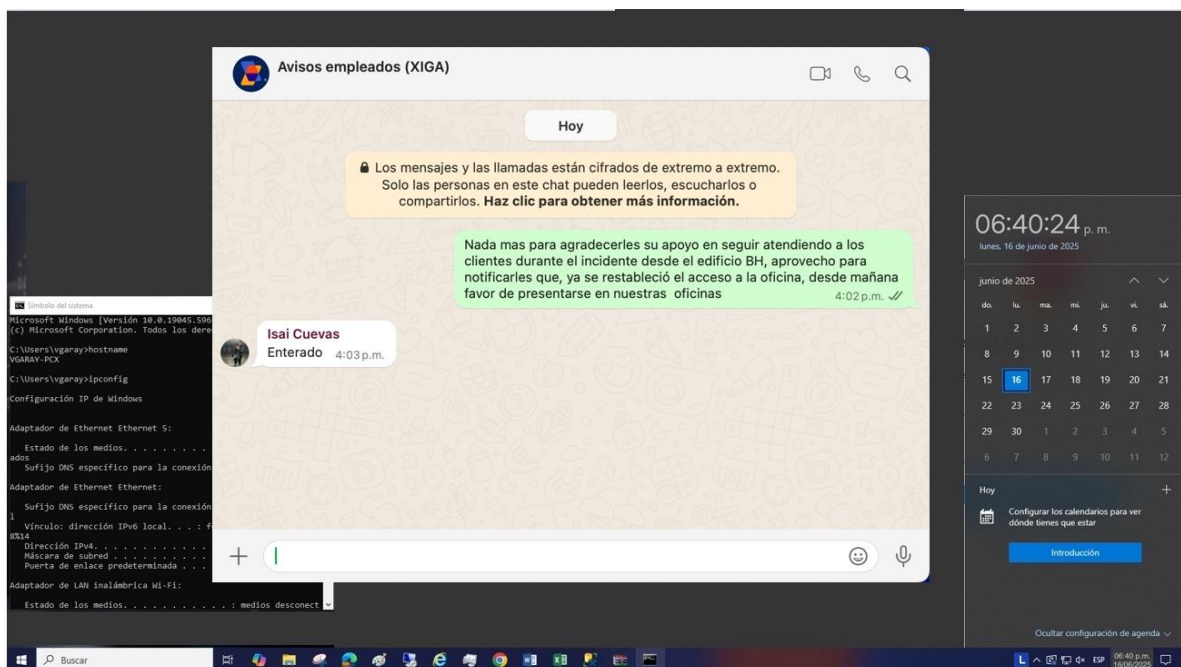 Avisos empleados (XIGA)
Hoy
Los mensajes y las llamadas están cifrados de extremo a extremo.
Solo las personas en este chat pueden leerlos, escucharlos o
compartirlos. Haz clic para obtener más información.
Nada mas para agradecerles su apoyo en seguir atendiendo a los
clientes durante el incidente desde el edificio BH, aprovecho para
notificarles que, ya se restableció el acceso a la oficina, desde mañana
favor de presentarse en nuestras oficinas
4:02 p.m.
Isai Cuevas
Enterado 4:03 p.m.
Símbolo del sistema
Microsoft Windows [Versión 10.0.19045.596
(c) Microsoft Corporation. Todos los dere
C:\Users\vgaray>hostname
VGARAY-PCX
C:\Users\vgaray>ipconfig
Configuración IP de Windows
Adaptador de Ethernet Ethernet 5:
Estado de los medios. . . . . . . . .
ados
Sufijo DNS específico para la conexión
Adaptador de Ethernet Ethernet:
Sufijo DNS específico para la conexión
l
Vínculo: dirección IPv6 local. . . : f
8%14
Dirección IPv4. . . . . . . . . . . .
Máscara de subred . . . . . . . . . .
Puerta de enlace predeterminada . . .
Adaptador de LAN inalámbrica Wi-Fi:
Estado de los medios. . . . . . . . . . . : medios desconect
06:40:24 p. m.
lunes, 16 de junio de 2025
junio de 2025
do. lu. ma. mi. ju. vi. sá.
1 2 3 4 5 6 7
8 9 10 11 12 13 14
15 16 17 18 19 20 21
22 23 24 25 26 27 28
29 30 1 2 3 4 5
6 7 8 9 10 11 12
Hoy
Configurar los calendarios para ver
dónde tienes que estar
Introducción
Ocultar configuración de agenda
Buscar
L
ESP
06:40 p.m.
16/06/2025